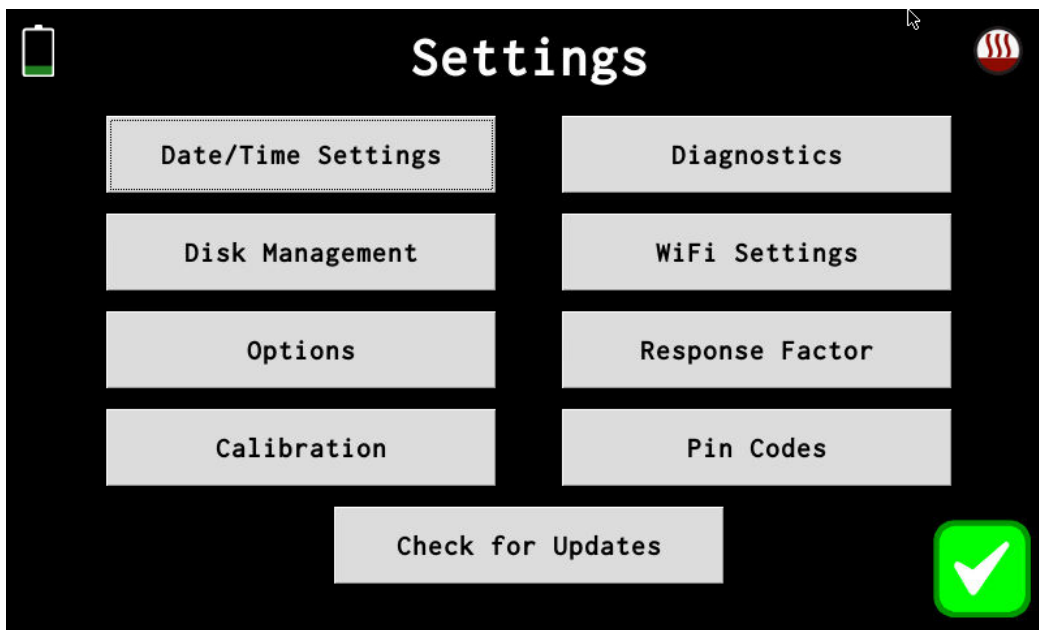 Settings
Date/Time Settings
Diagnostics
Disk Management
WiFi Settings
Options
Response Factor
Calibration
Pin Codes
Check for Updates